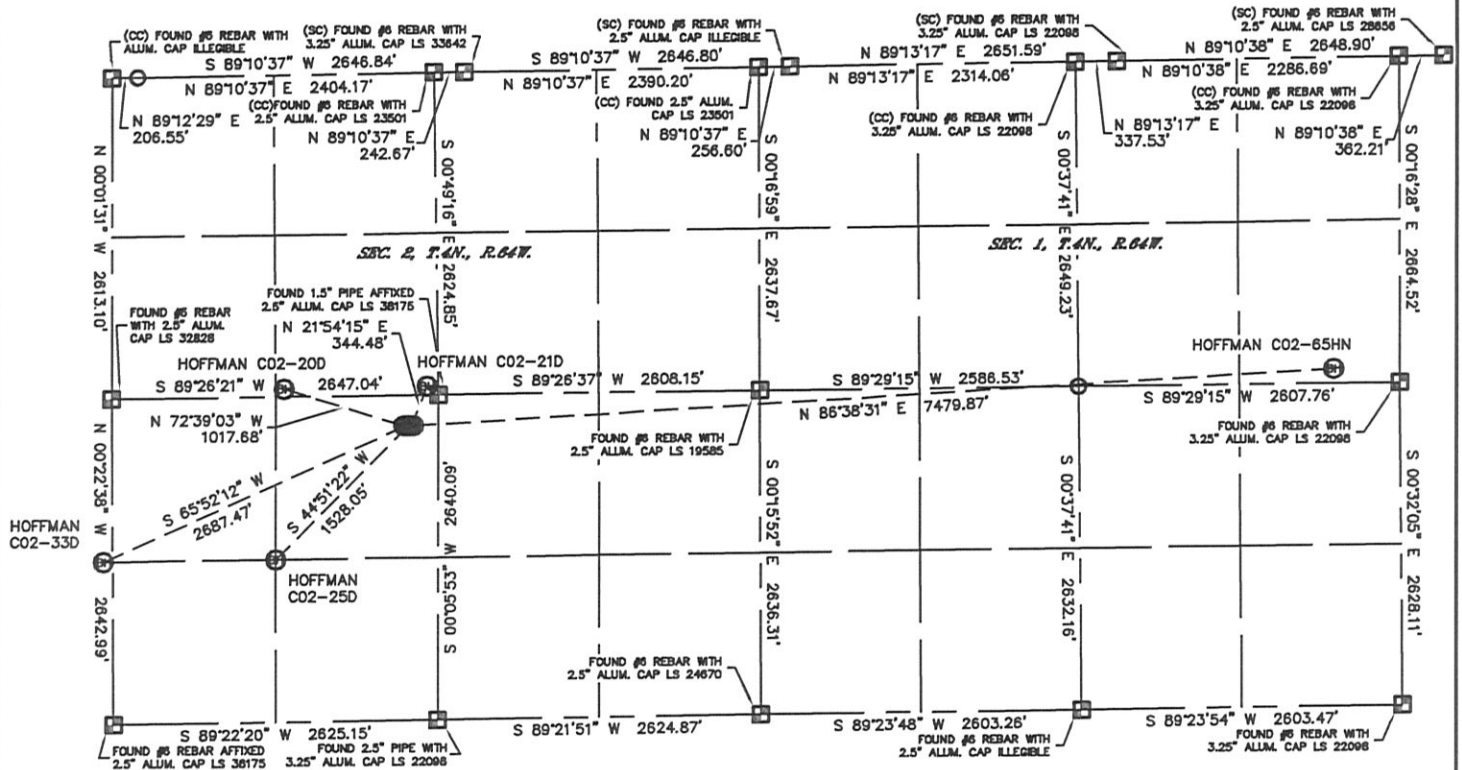 (CC) FOUND #6 REBAR WITH
ALUM. CAP ILLEGIBLE
(SC) FOUND #6 REBAR WITH
3.25" ALUM. CAP LS 33642
(SC) FOUND #6 REBAR WITH
2.5" ALUM. CAP ILLEGIBLE
(SC) FOUND #6 REBAR WITH
3.25" ALUM. CAP LS 22098
(SC) FOUND #6 REBAR WITH
2.5" ALUM. CAP LS 28656
S 89°10'37" W 2646.84'
S 89°10'37" W 2646.80'
N 89°13'17" E 2651.59'
N 89°10'38" E 2648.90'
N 89°10'37" E 2404.17'
N 89°10'37" E 2390.20'
N 89°13'17" E 2314.06'
N 89°10'38" E 2286.69'
(CC) FOUND #6 REBAR WITH
2.5" ALUM. CAP LS 23501
(CC) FOUND 2.5" ALUM.
CAP LS 23501
(CC) FOUND #6 REBAR WITH
3.25" ALUM. CAP LS 22098
(CC) FOUND #6 REBAR WITH
3.25" ALUM. CAP LS 22098
N 89°12'29" E
206.55'
N 89°10'37" E
242.67'
N 89°10'37" E
256.60'
N 89°13'17" E
337.53'
N 89°10'38" E
362.21'
N 00°01'31" W 2613.10'
S 00°49'16" E 2624.85'
S 00°16'59" E 2637.67'
S 00°37'41" E 2649.23'
S 00°16'28" E 2664.52'
SEC. 2, T.4N., R.64W.
SEC. 1, T.4N., R.64W.
FOUND #6 REBAR
WITH 2.5" ALUM.
CAP LS 32828
FOUND 1.5" PIPE AFFIXED
2.5" ALUM. CAP LS 38175
N 21°54'15" E
344.48'
HOFFMAN C02-20D
HOFFMAN C02-21D
HOFFMAN C02-65HN
S 89°26'21" W 2647.04'
S 89°26'37" W 2608.15'
S 89°29'15" W 2586.53'
S 89°29'15" W 2607.76'
N 72°39'03" W
1017.68'
N 86°38'31" E 7479.87'
FOUND #6 REBAR WITH
2.5" ALUM. CAP LS 19585
FOUND #6 REBAR WITH
3.25" ALUM. CAP LS 22098
N 00°22'38" W 2642.99'
S 65°52'12" W
2687.47'
S 44°51'22" W
1528.05'
S 00°05'53" W 2640.09'
S 00°15'52" E 2636.31'
S 00°37'41" E 2632.16'
S 00°32'05" E 2628.11'
HOFFMAN
C02-33D
HOFFMAN
C02-25D
FOUND #6 REBAR WITH
2.5" ALUM. CAP LS 24670
S 89°22'20" W 2625.15'
S 89°21'51" W 2624.87'
S 89°23'48" W 2603.26'
S 89°23'54" W 2603.47'
FOUND #6 REBAR AFFIXED
2.5" ALUM. CAP LS 38175
FOUND 2.5" PIPE WITH
3.25" ALUM. CAP LS 22098
FOUND #6 REBAR WITH
2.5" ALUM. CAP ILLEGIBLE
FOUND #6 REBAR WITH
3.25" ALUM. CAP LS 22098